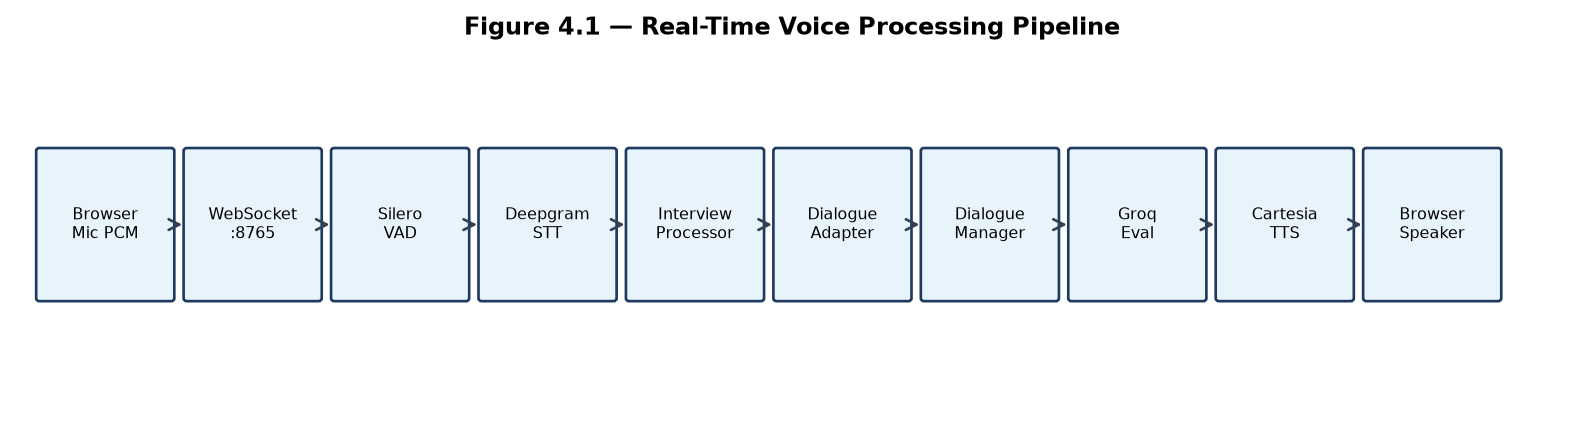 Figure 4.1 — Real-Time Voice Processing Pipeline
Browser
Mic PCM
WebSocket
:8765
Silero
VAD
Deepgram
STT
Interview
Processor
Dialogue
Adapter
Dialogue
Manager
Groq
Eval
Cartesia
TTS
Browser
Speaker